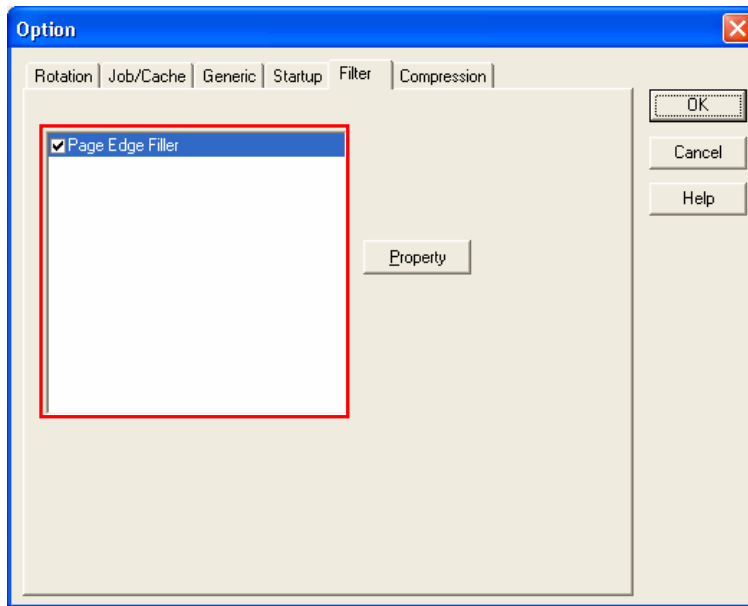 Option
Rotation Job/Cache Generic Startup Filter Compression
OK
Page Edge Filler
Cancel
Help
Property